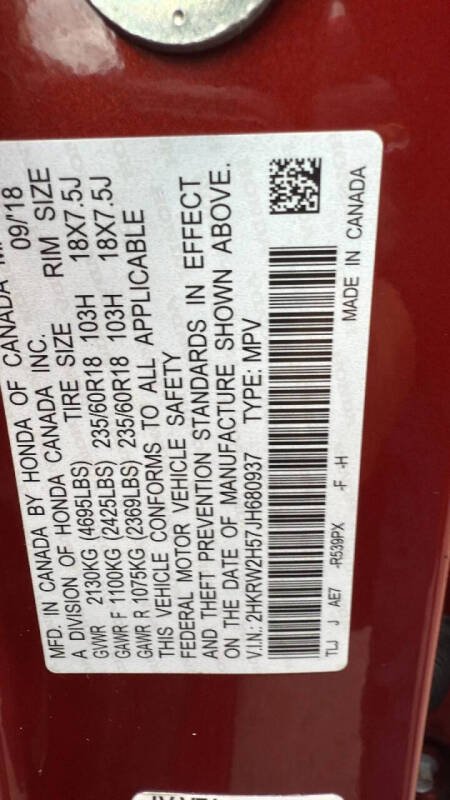 MFD. IN CANADA BY HONDA OF CANADA
A DIVISION OF HONDA CANADA INC. 09/'18
TIRE SIZE RIM SIZE
GVWR 2130KG (4695LBS)
GAWR F 1100KG (2425LBS) 235/60R18 103H 18X7.5J
GAWR R 1075KG (2369LBS) 235/60R18 103H 18X7.5J
THIS VEHICLE CONFORMS TO ALL APPLICABLE
FEDERAL MOTOR VEHICLE SAFETY
AND THEFT PREVENTION STANDARDS IN EFFECT
ON THE DATE OF MANUFACTURE SHOWN ABOVE.
V.I.N.: 2HKRW2H57JH680937 TYPE: MPV
TLJ J AE7 -R539PX -F -H MADE IN CANADA